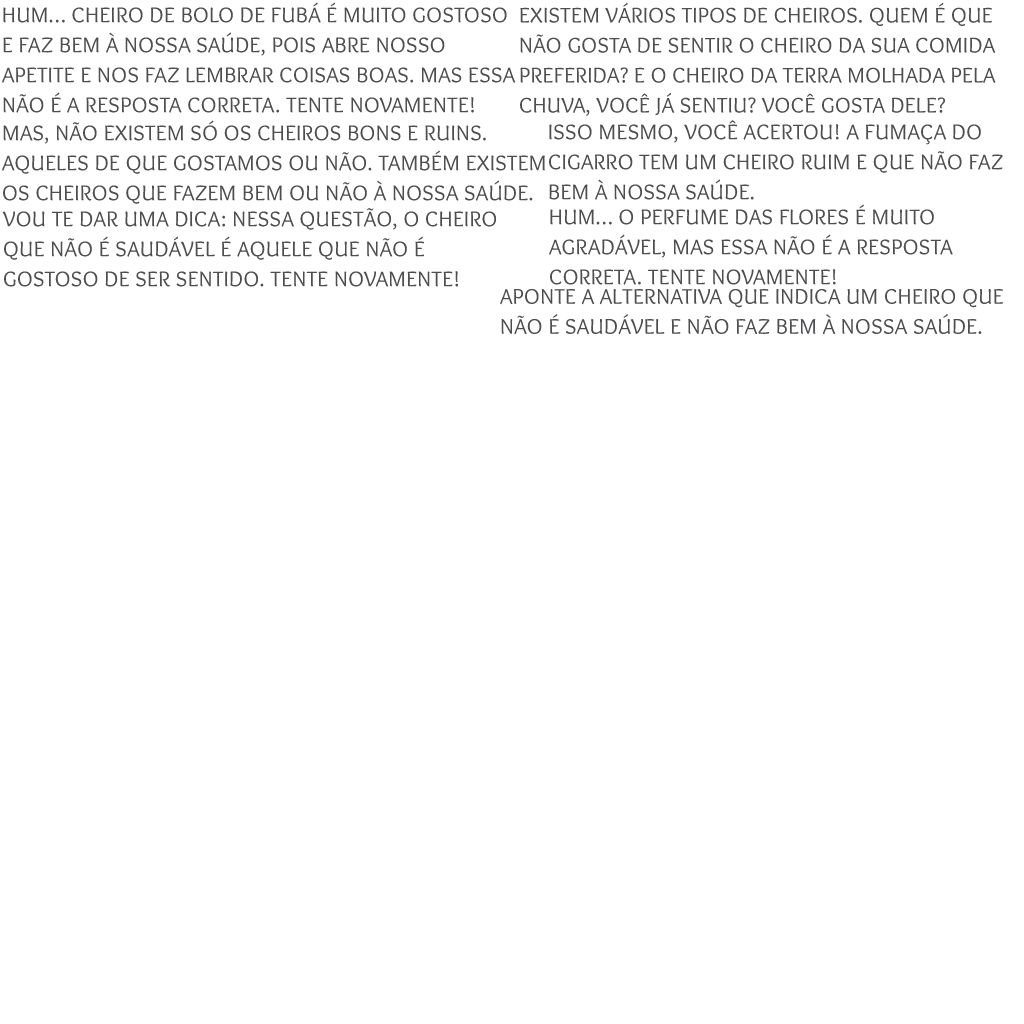 HUM... CHEIRO DE BOLO DE FUBÁ É MUITO GOSTOSO
E FAZ BEM À NOSSA SAÚDE, POIS ABRE NOSSO
APETITE E NOS FAZ LEMBRAR COISAS BOAS. MAS ESSA
NÃO É A RESPOSTA CORRETA. TENTE NOVAMENTE!
EXISTEM VÁRIOS TIPOS DE CHEIROS. QUEM É QUE
NÃO GOSTA DE SENTIR O CHEIRO DA SUA COMIDA
PREFERIDA? E O CHEIRO DA TERRA MOLHADA PELA
CHUVA, VOCÊ JÁ SENTIU? VOCÊ GOSTA DELE?
MAS, NÃO EXISTEM SÓ OS CHEIROS BONS E RUINS.
AQUELES DE QUE GOSTAMOS OU NÃO. TAMBÉM EXISTEM
OS CHEIROS QUE FAZEM BEM OU NÃO À NOSSA SAÚDE.
ISSO MESMO, VOCÊ ACERTOU! A FUMAÇA DO
CIGARRO TEM UM CHEIRO RUIM E QUE NÃO FAZ
BEM À NOSSA SAÚDE.
VOU TE DAR UMA DICA: NESSA QUESTÃO, O CHEIRO
QUE NÃO É SAUDÁVEL É AQUELE QUE NÃO É
GOSTOSO DE SER SENTIDO. TENTE NOVAMENTE!
HUM... O PERFUME DAS FLORES É MUITO
AGRADÁVEL, MAS ESSA NÃO É A RESPOSTA
CORRETA. TENTE NOVAMENTE!
APONTE A ALTERNATIVA QUE INDICA UM CHEIRO QUE
NÃO É SAUDÁVEL E NÃO FAZ BEM À NOSSA SAÚDE.